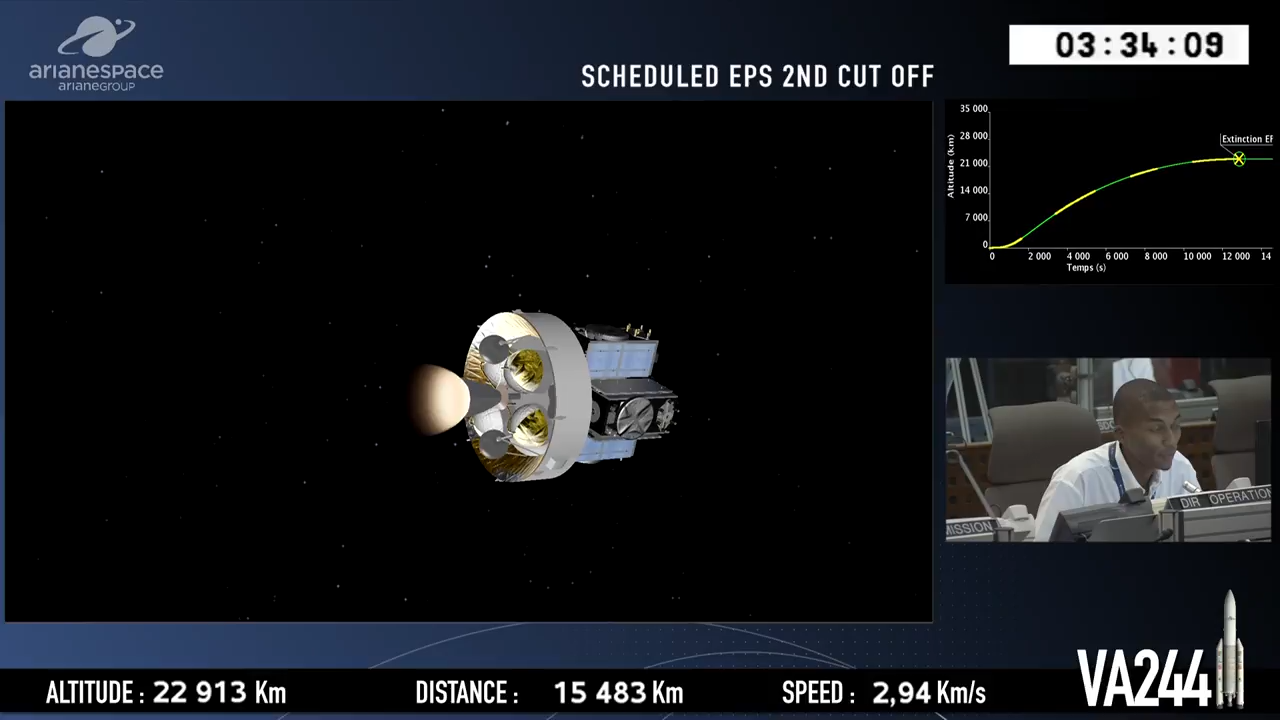 arianespace
arianeGROUP
SCHEDULED EPS 2ND CUT OFF
03:34:09
35 000
28 000
21 000
14 000
7 000
0
Altitude (km)
Extinction EF
0 2 000 4 000 6 000 8 000 10 000 12 000 14
Temps (s)
MISSION
DIR OPERATION
ALTITUDE : 22 913 Km
DISTANCE : 15 483 Km
SPEED : 2,94 Km/s
VA244